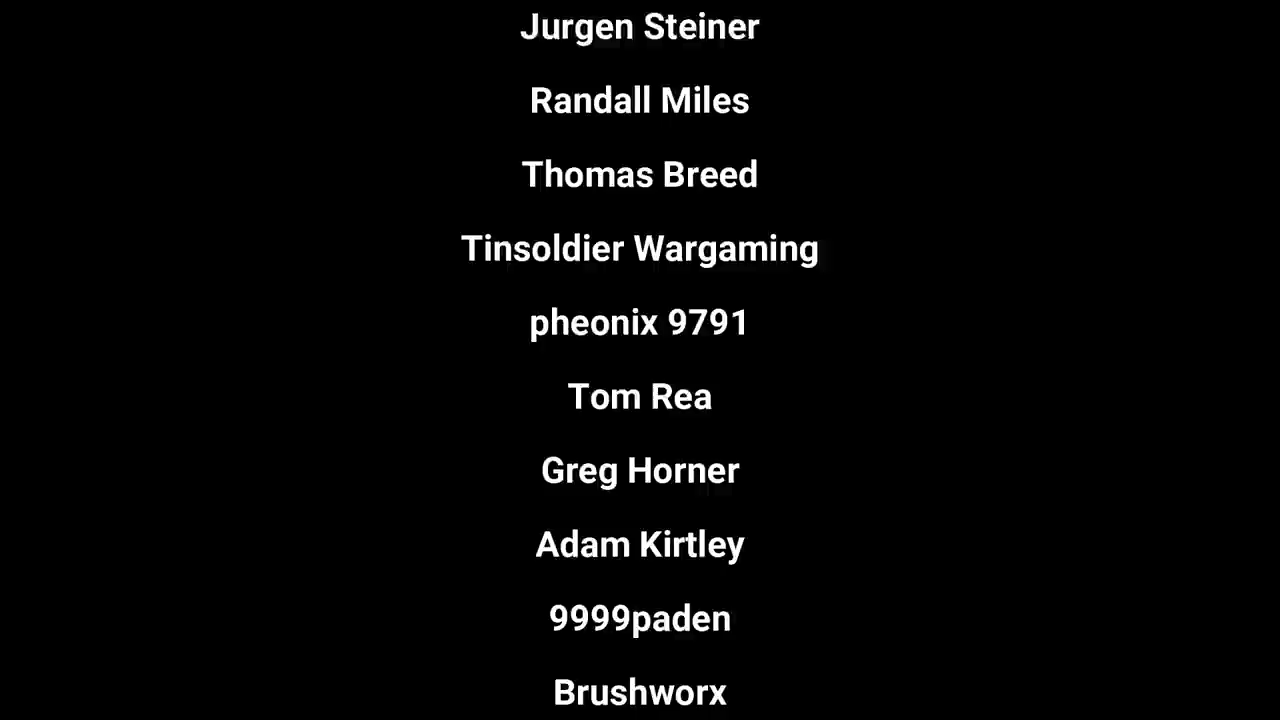 Jurgen Steiner
Randall Miles
Thomas Breed
Tinsoldier Wargaming
pheonix 9791
Tom Rea
Greg Horner
Adam Kirtley
9999paden
Brushworx